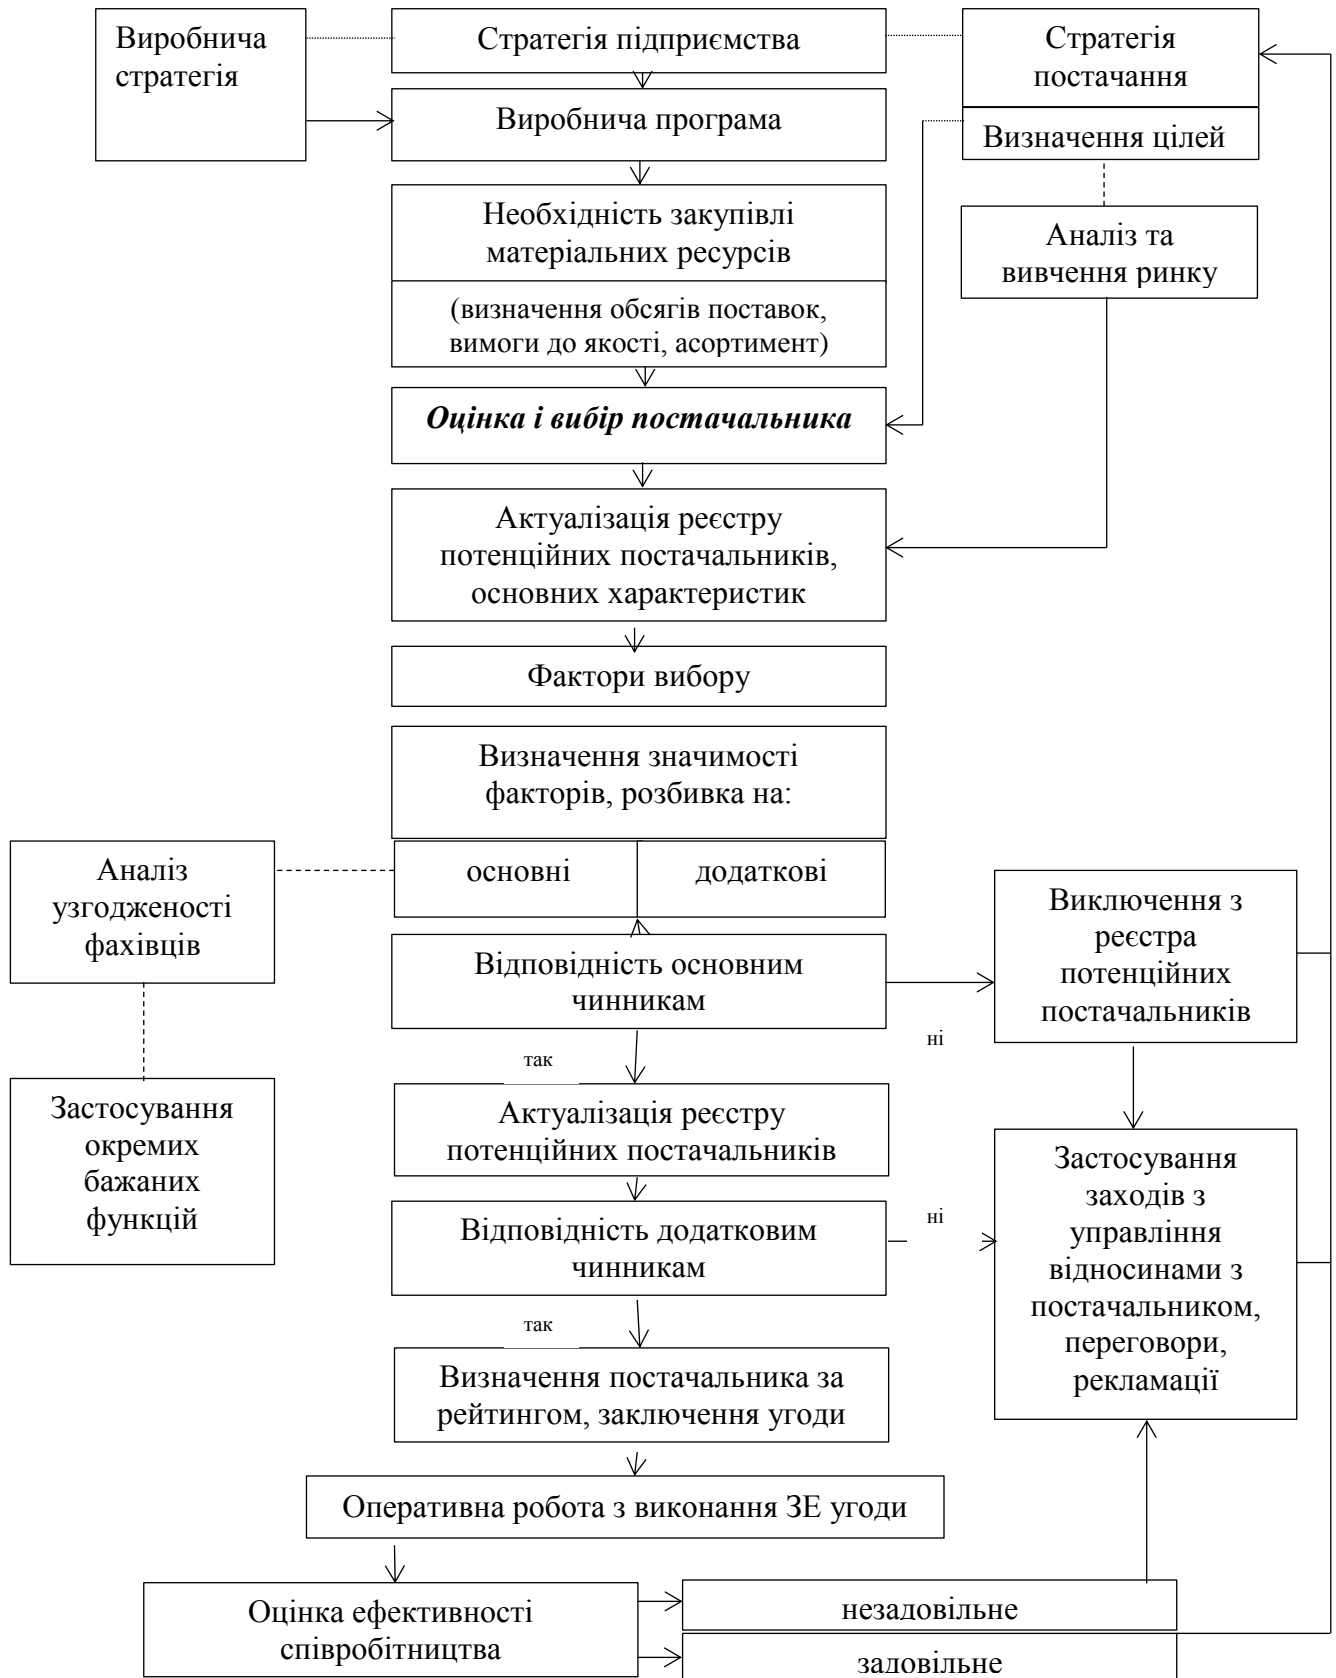 Виробнича
стратегія
Стратегія підприємства
Стратегія
постачання
Виробнича програма
Визначення цілей
Необхідність закупівлі
матеріальних ресурсів
(визначення обсягів поставок,
вимоги до якості, асортимент)
Аналіз та
вивчення ринку
Оцінка і вибір постачальника
Актуалізація реєстру
потенційних постачальників,
основних характеристик
Фактори вибору
Визначення значимості
факторів, розбивка на:
основні
додаткові
Аналіз
узгодженості
фахівців
Відповідність основним
чинникам
Виключення з
реєстра
потенційних
постачальників
ні
так
Застосування
окремих
бажаних
функцій
Актуалізація реєстру
потенційних постачальників
Відповідність додатковим
чинникам
ні
Застосування
заходів з
управління
відносинами з
постачальником,
переговори,
рекламації
так
Визначення постачальника за
рейтингом, заключення угоди
Оперативна робота з виконання ЗЕ угоди
Оцінка ефективності
співробітництва
незадовільне
задовільне